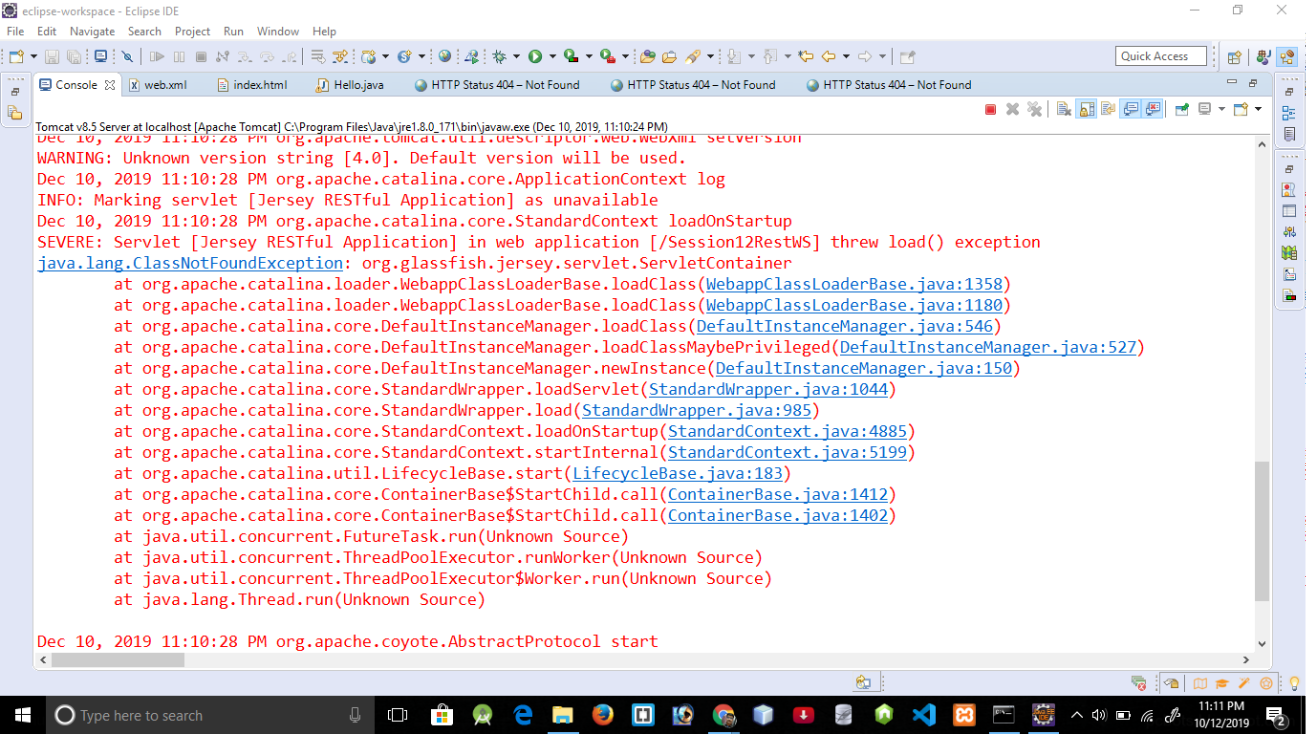 eclipse-workspace - Eclipse IDE
File Edit Navigate Search Project Run Window Help
Quick Access
Console web.xml index.html Hello.java HTTP Status 404 – Not Found HTTP Status 404 – Not Found HTTP Status 404 – Not Found
Tomcat v8.5 Server at localhost [Apache Tomcat] C:\Program Files\Java\jre1.8.0_171\bin\javaw.exe (Dec 10, 2019, 11:10:24 PM)
Dec 10, 2019 11:10:28 PM org.apache.tomcat.util.descriptor.web.WebXml setVersion
WARNING: Unknown version string [4.0]. Default version will be used.
Dec 10, 2019 11:10:28 PM org.apache.catalina.core.ApplicationContext log
INFO: Marking servlet [Jersey RESTful Application] as unavailable
Dec 10, 2019 11:10:28 PM org.apache.catalina.core.StandardContext loadOnStartup
SEVERE: Servlet [Jersey RESTful Application] in web application [/Session12RestWS] threw load() exception
java.lang.ClassNotFoundException: org.glassfish.jersey.servlet.ServletContainer
at org.apache.catalina.loader.WebappClassLoaderBase.loadClass(WebappClassLoaderBase.java:1358)
at org.apache.catalina.loader.WebappClassLoaderBase.loadClass(WebappClassLoaderBase.java:1180)
at org.apache.catalina.core.DefaultInstanceManager.loadClass(DefaultInstanceManager.java:546)
at org.apache.catalina.core.DefaultInstanceManager.loadClassMaybePrivileged(DefaultInstanceManager.java:527)
at org.apache.catalina.core.DefaultInstanceManager.newInstance(DefaultInstanceManager.java:150)
at org.apache.catalina.core.StandardWrapper.loadServlet(StandardWrapper.java:1044)
at org.apache.catalina.core.StandardWrapper.load(StandardWrapper.java:985)
at org.apache.catalina.core.StandardContext.loadOnStartup(StandardContext.java:4885)
at org.apache.catalina.core.StandardContext.startInternal(StandardContext.java:5199)
at org.apache.catalina.util.LifecycleBase.start(LifecycleBase.java:183)
at org.apache.catalina.core.ContainerBase$StartChild.call(ContainerBase.java:1412)
at org.apache.catalina.core.ContainerBase$StartChild.call(ContainerBase.java:1402)
at java.util.concurrent.FutureTask.run(Unknown Source)
at java.util.concurrent.ThreadPoolExecutor.runWorker(Unknown Source)
at java.util.concurrent.ThreadPoolExecutor$Worker.run(Unknown Source)
at java.lang.Thread.run(Unknown Source)
Dec 10, 2019 11:10:28 PM org.apache.coyote.AbstractProtocol start
Type here to search
11:11 PM
10/12/2019
2